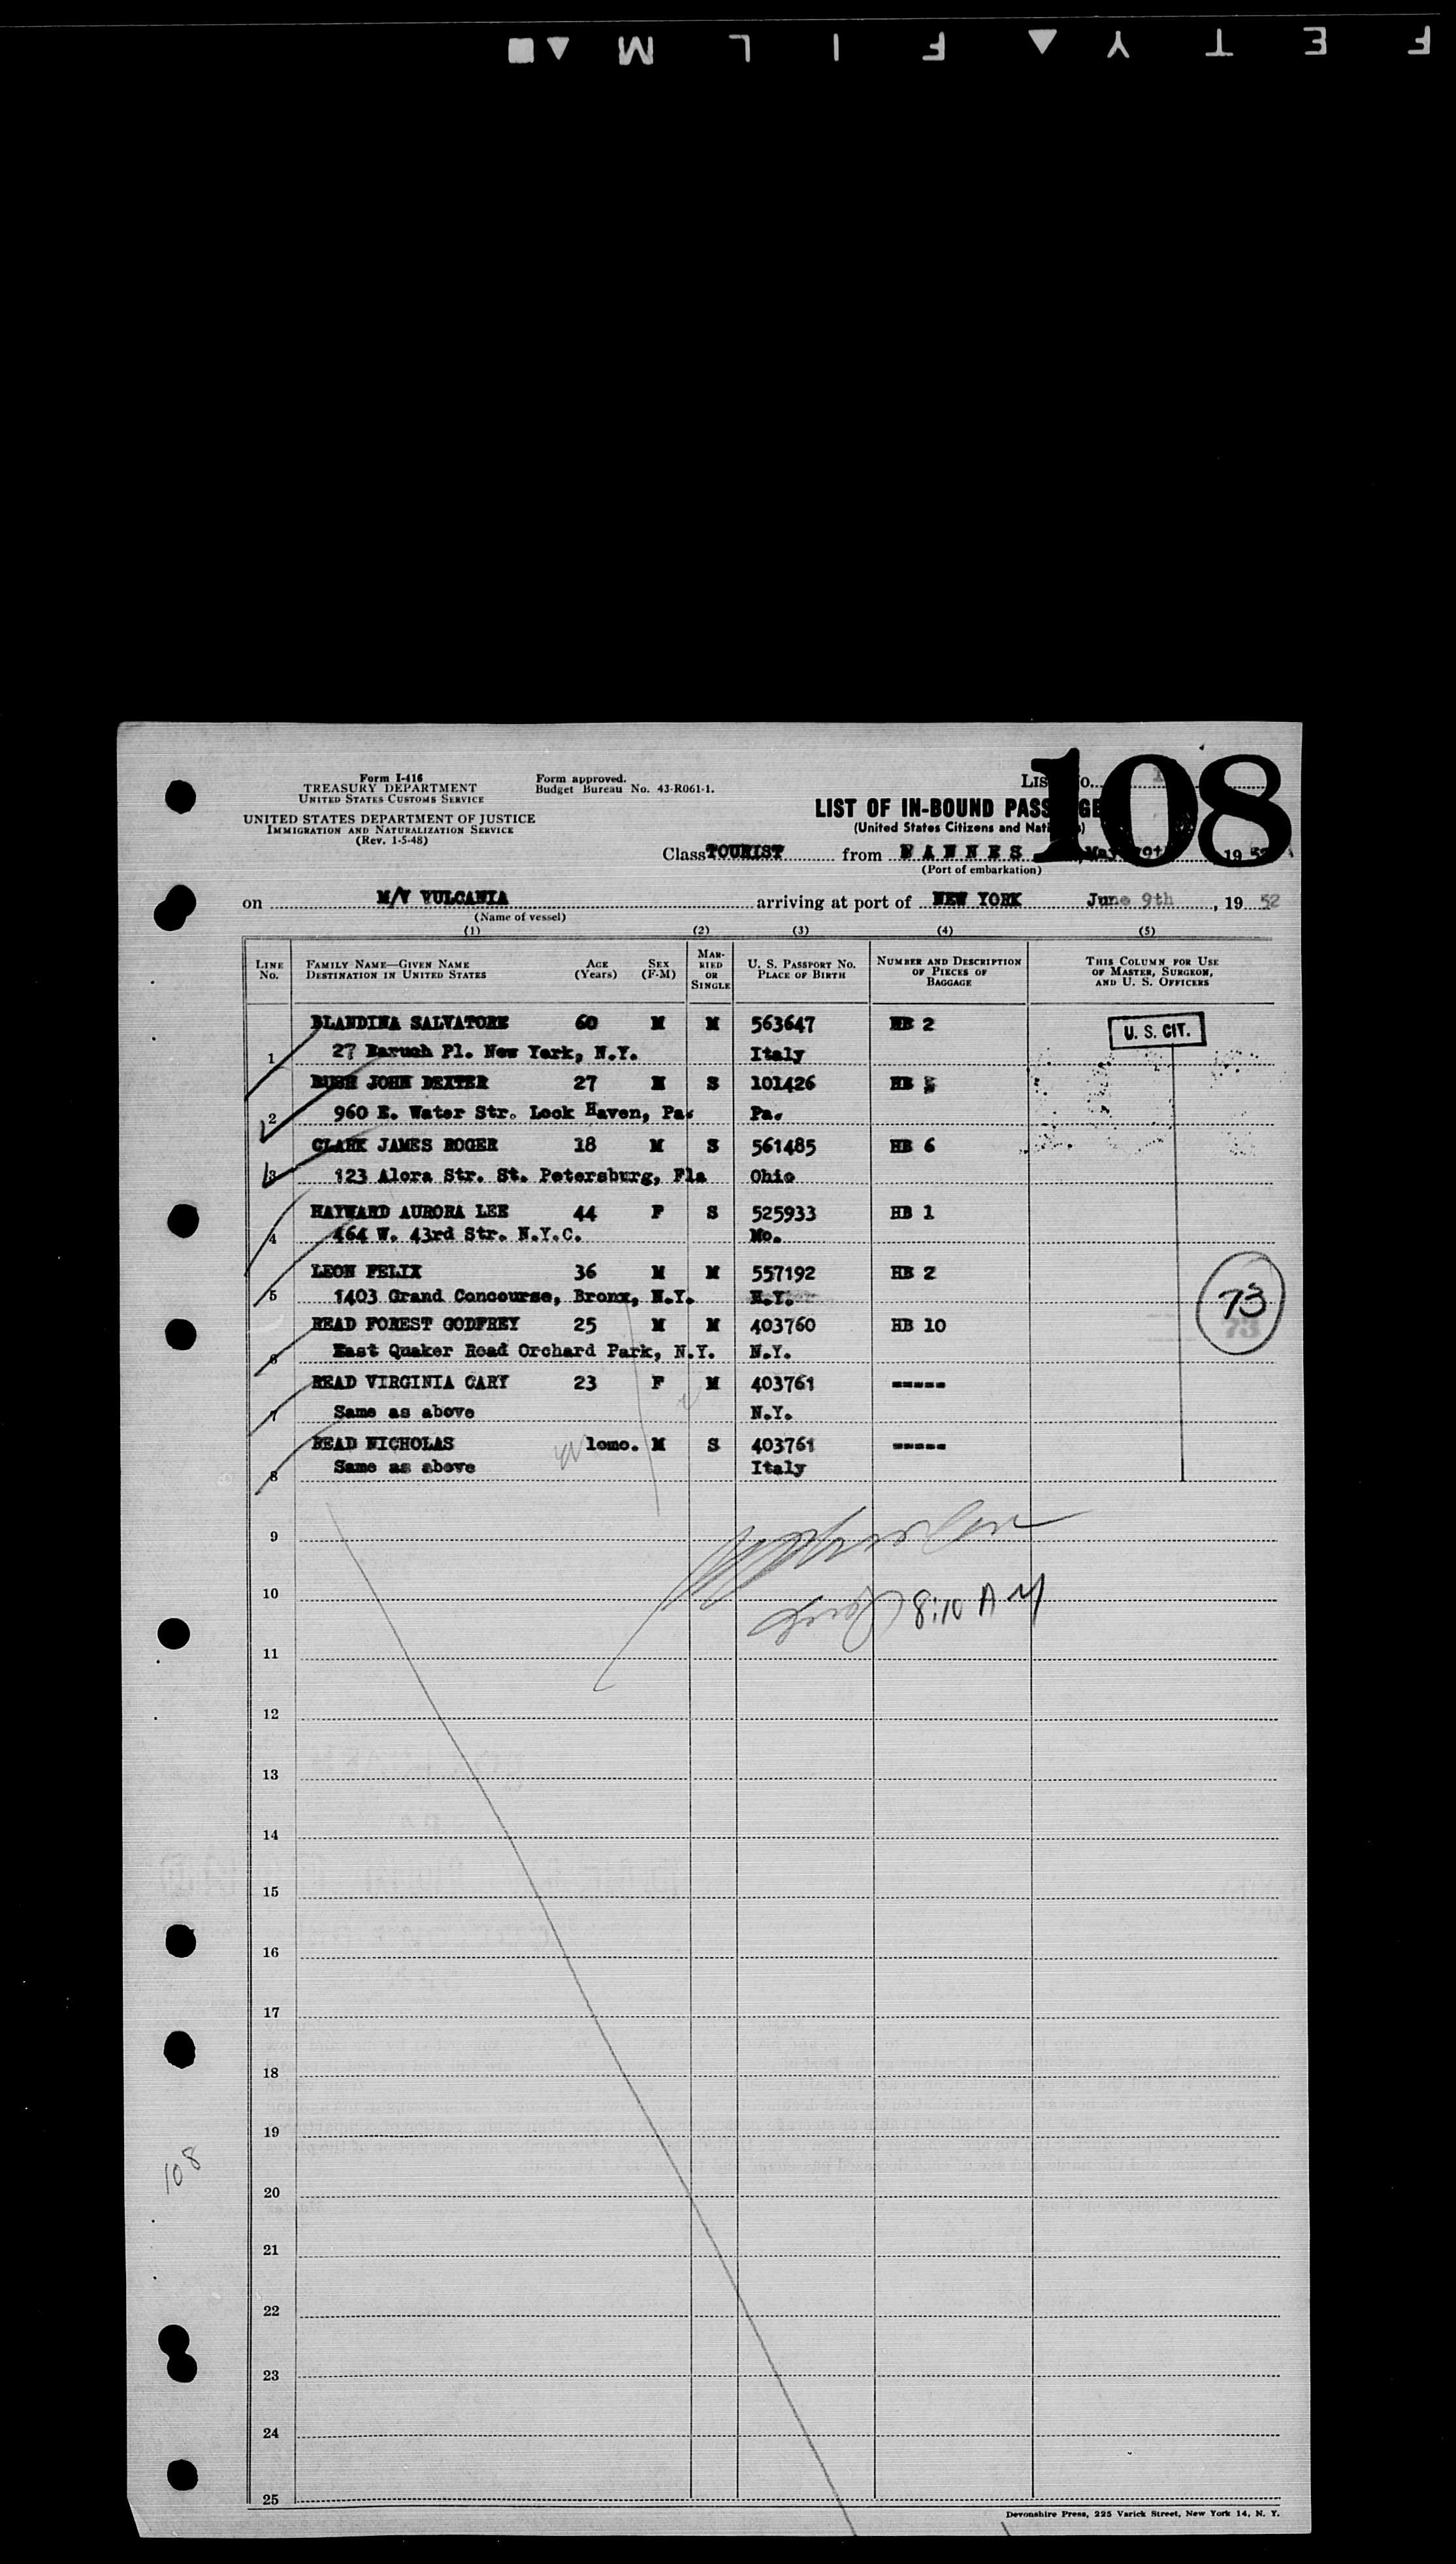 F E T Y ▲ F I L M ▲ ■
Form I-416
TREASURY DEPARTMENT
UNITED STATES CUSTOMS SERVICE
UNITED STATES DEPARTMENT OF JUSTICE
IMMIGRATION AND NATURALIZATION SERVICE
(Rev. 1-5-48)
Form approved.
Budget Bureau No. 43-R061-1.
108
LIST OF IN-BOUND
(United States Citizens and
Class TOURIST from 19 52
(Port of embarkation)
on M/V VULCANIA arriving at port of NEW YORK June 9th, 19 52
(Name of vessel)
(1) (2) (3) (4) (5)
LINE No. FAMILY NAME—GIVEN NAME DESTINATION IN UNITED STATES AGE (Years) SEX (F-M) MARRIED OR SINGLE U. S. PASSPORT No. PLACE OF BIRTH NUMBER AND DESCRIPTION OF PIECES OF BAGGAGE THIS COLUMN FOR USE OF MASTER, SURGEON, AND U. S. OFFICERS
BLANDINA SALVATORE 60 M M 563647 HB 2 U. S. CIT.
1 27 Baruch Pl. New York, N.Y. Italy
BUSH JOHN DEXTER 27 M S 101426 HB
2 960 E. Water Str. Lock Haven, Pa. Pa.
CLARK JAMES ROGER 18 M S 561485 HB 6
3 123 Alora Str. St. Petersburg, Fla Ohio
HAYWARD AURORA LEE 44 F S 525933 HB 1
4 464 W. 43rd Str. N.Y.C. Mo.
LEON FELIX 36 M M 557192 HB 2
5 1403 Grand Concourse, Bronx, N.Y. N.Y. 73
READ FOREST GODFREY 25 M M 403760 HB 10 73
6 East Quaker Road Orchard Park, N.Y. N.Y.
READ VIRGINIA CARY 23 F M 403761 -----
7 Same as above N.Y.
READ NICHOLAS 1omo. M S 403761 -----
8 Same as above Italy
9
10 8:10 AM
11
12
13
14
15
16
17
18
19
108
20
21
22
23
24
25
Devonshire Press, 225 Varick Street, New York 14, N. Y.